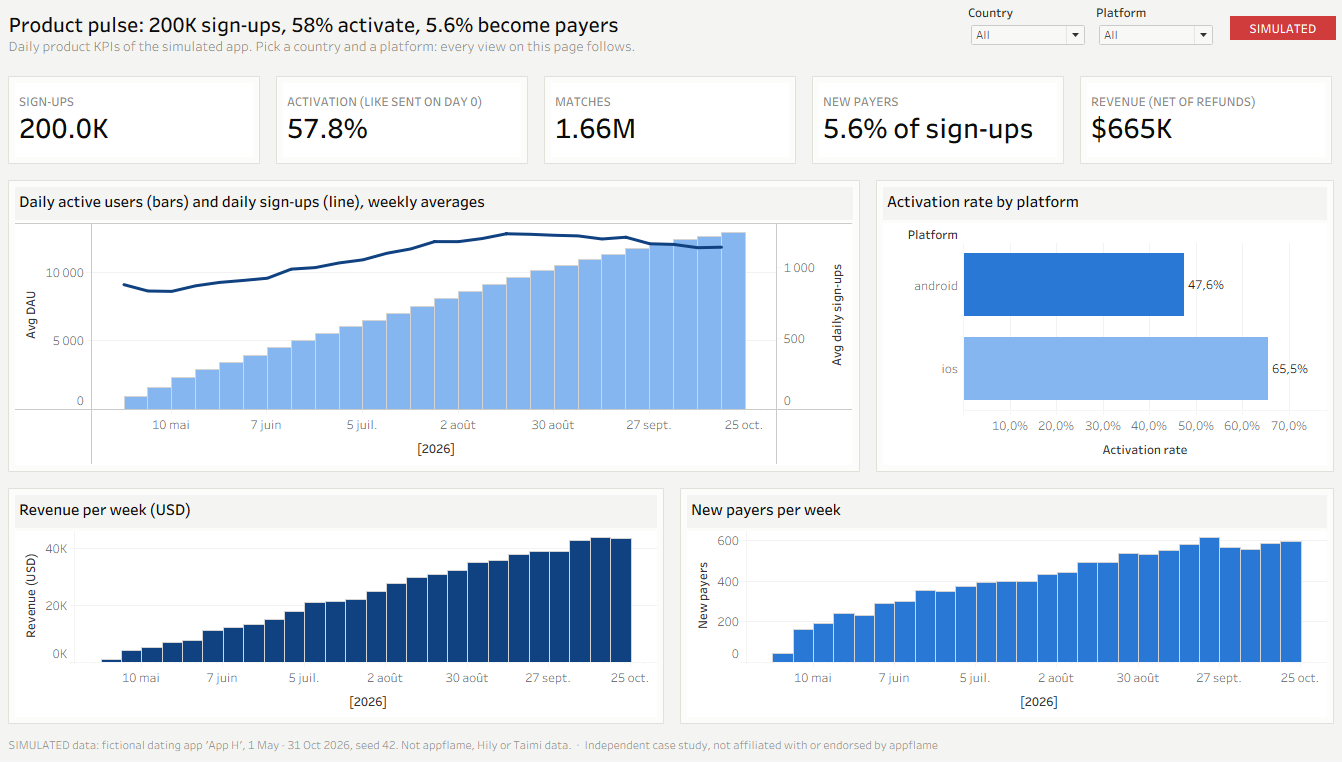 Product pulse: 200K sign-ups, 58% activate, 5.6% become payers
Daily product KPIs of the simulated app. Pick a country and a platform: every view on this page follows.
Country
Platform
All
All
SIMULATED
SIGN-UPS
200.0K
ACTIVATION (LIKE SENT ON DAY 0)
57.8%
MATCHES
1.66M
NEW PAYERS
5.6% of sign-ups
REVENUE (NET OF REFUNDS)
$665K
Daily active users (bars) and daily sign-ups (line), weekly averages
Avg DAU
10 000
5 000
0
1 000
500
0
Avg daily sign-ups
10 mai
7 juin
5 juil.
2 août
30 août
27 sept.
25 oct.
[2026]
Activation rate by platform
Platform
android
47,6%
ios
65,5%
10,0%
20,0%
30,0%
40,0%
50,0%
60,0%
70,0%
Activation rate
Revenue per week (USD)
Revenue (USD)
40K
20K
0K
10 mai
7 juin
5 juil.
2 août
30 août
27 sept.
25 oct.
[2026]
New payers per week
New payers
600
400
200
0
10 mai
7 juin
5 juil.
2 août
30 août
27 sept.
25 oct.
[2026]
SIMULATED data: fictional dating app 'App H', 1 May - 31 Oct 2026, seed 42. Not appflame, Hily or Taimi data. · Independent case study, not affiliated with or endorsed by appflame